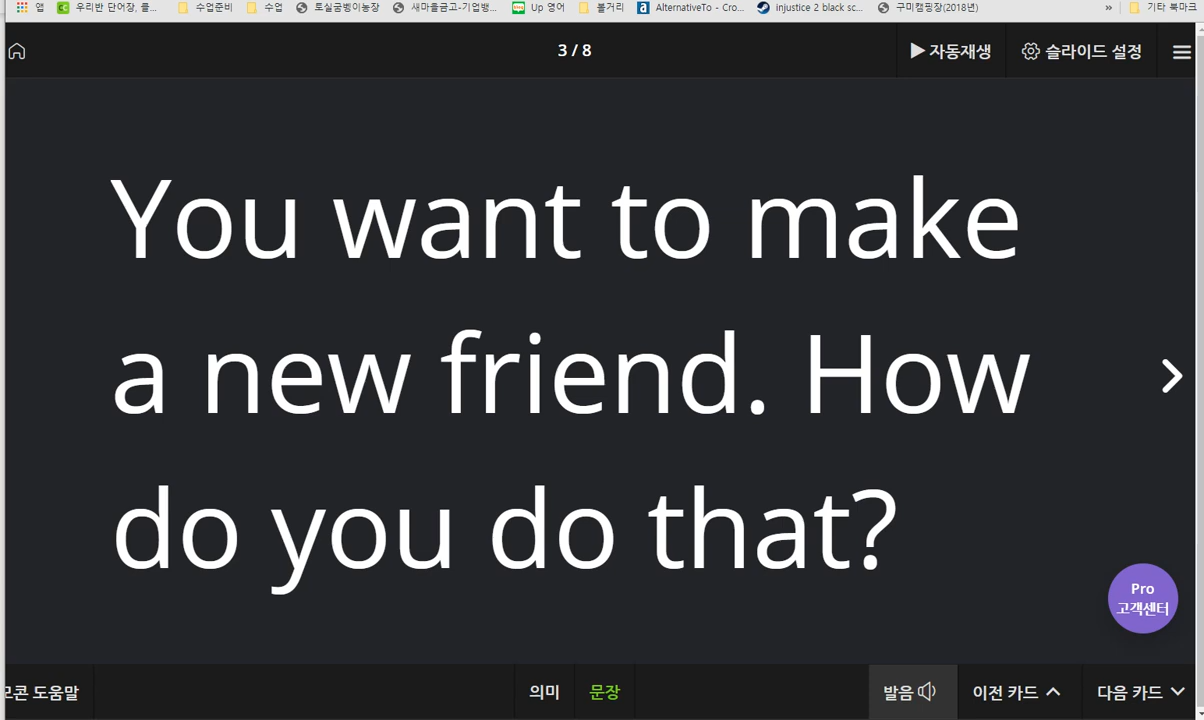 앱 우리반 단어장, 클... 수업준비 수업 토실굼벵이농장 새마을금고-기업뱅... Up 영어 볼거리 AlternativeTo - Cro... injustice 2 black sc... 구미캠핑장(2018년) » 기타 북마크
3 / 8 자동재생 슬라이드 설정
You want to make
a new friend. How
do you do that?
Pro
고객센터
모콘 도움말 의미 문장 발음 이전 카드 다음 카드